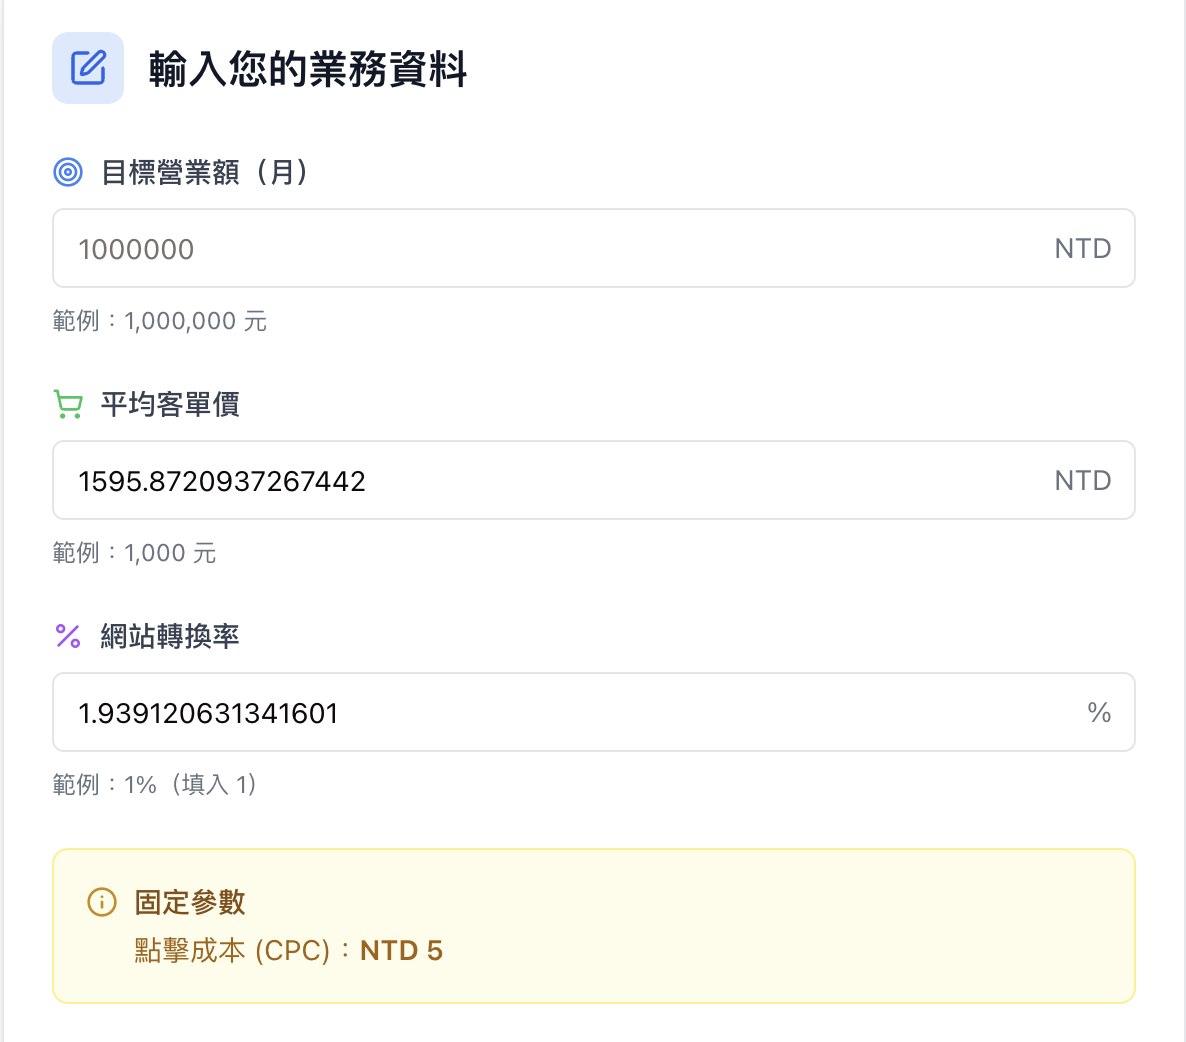 輸入您的業務資料
目標營業額（月）
1000000 NTD
範例：1,000,000 元
平均客單價
1595.8720937267442 NTD
範例：1,000 元
網站轉換率
1.939120631341601 %
範例：1%（填入 1）
固定參數
點擊成本 (CPC)：NTD 5